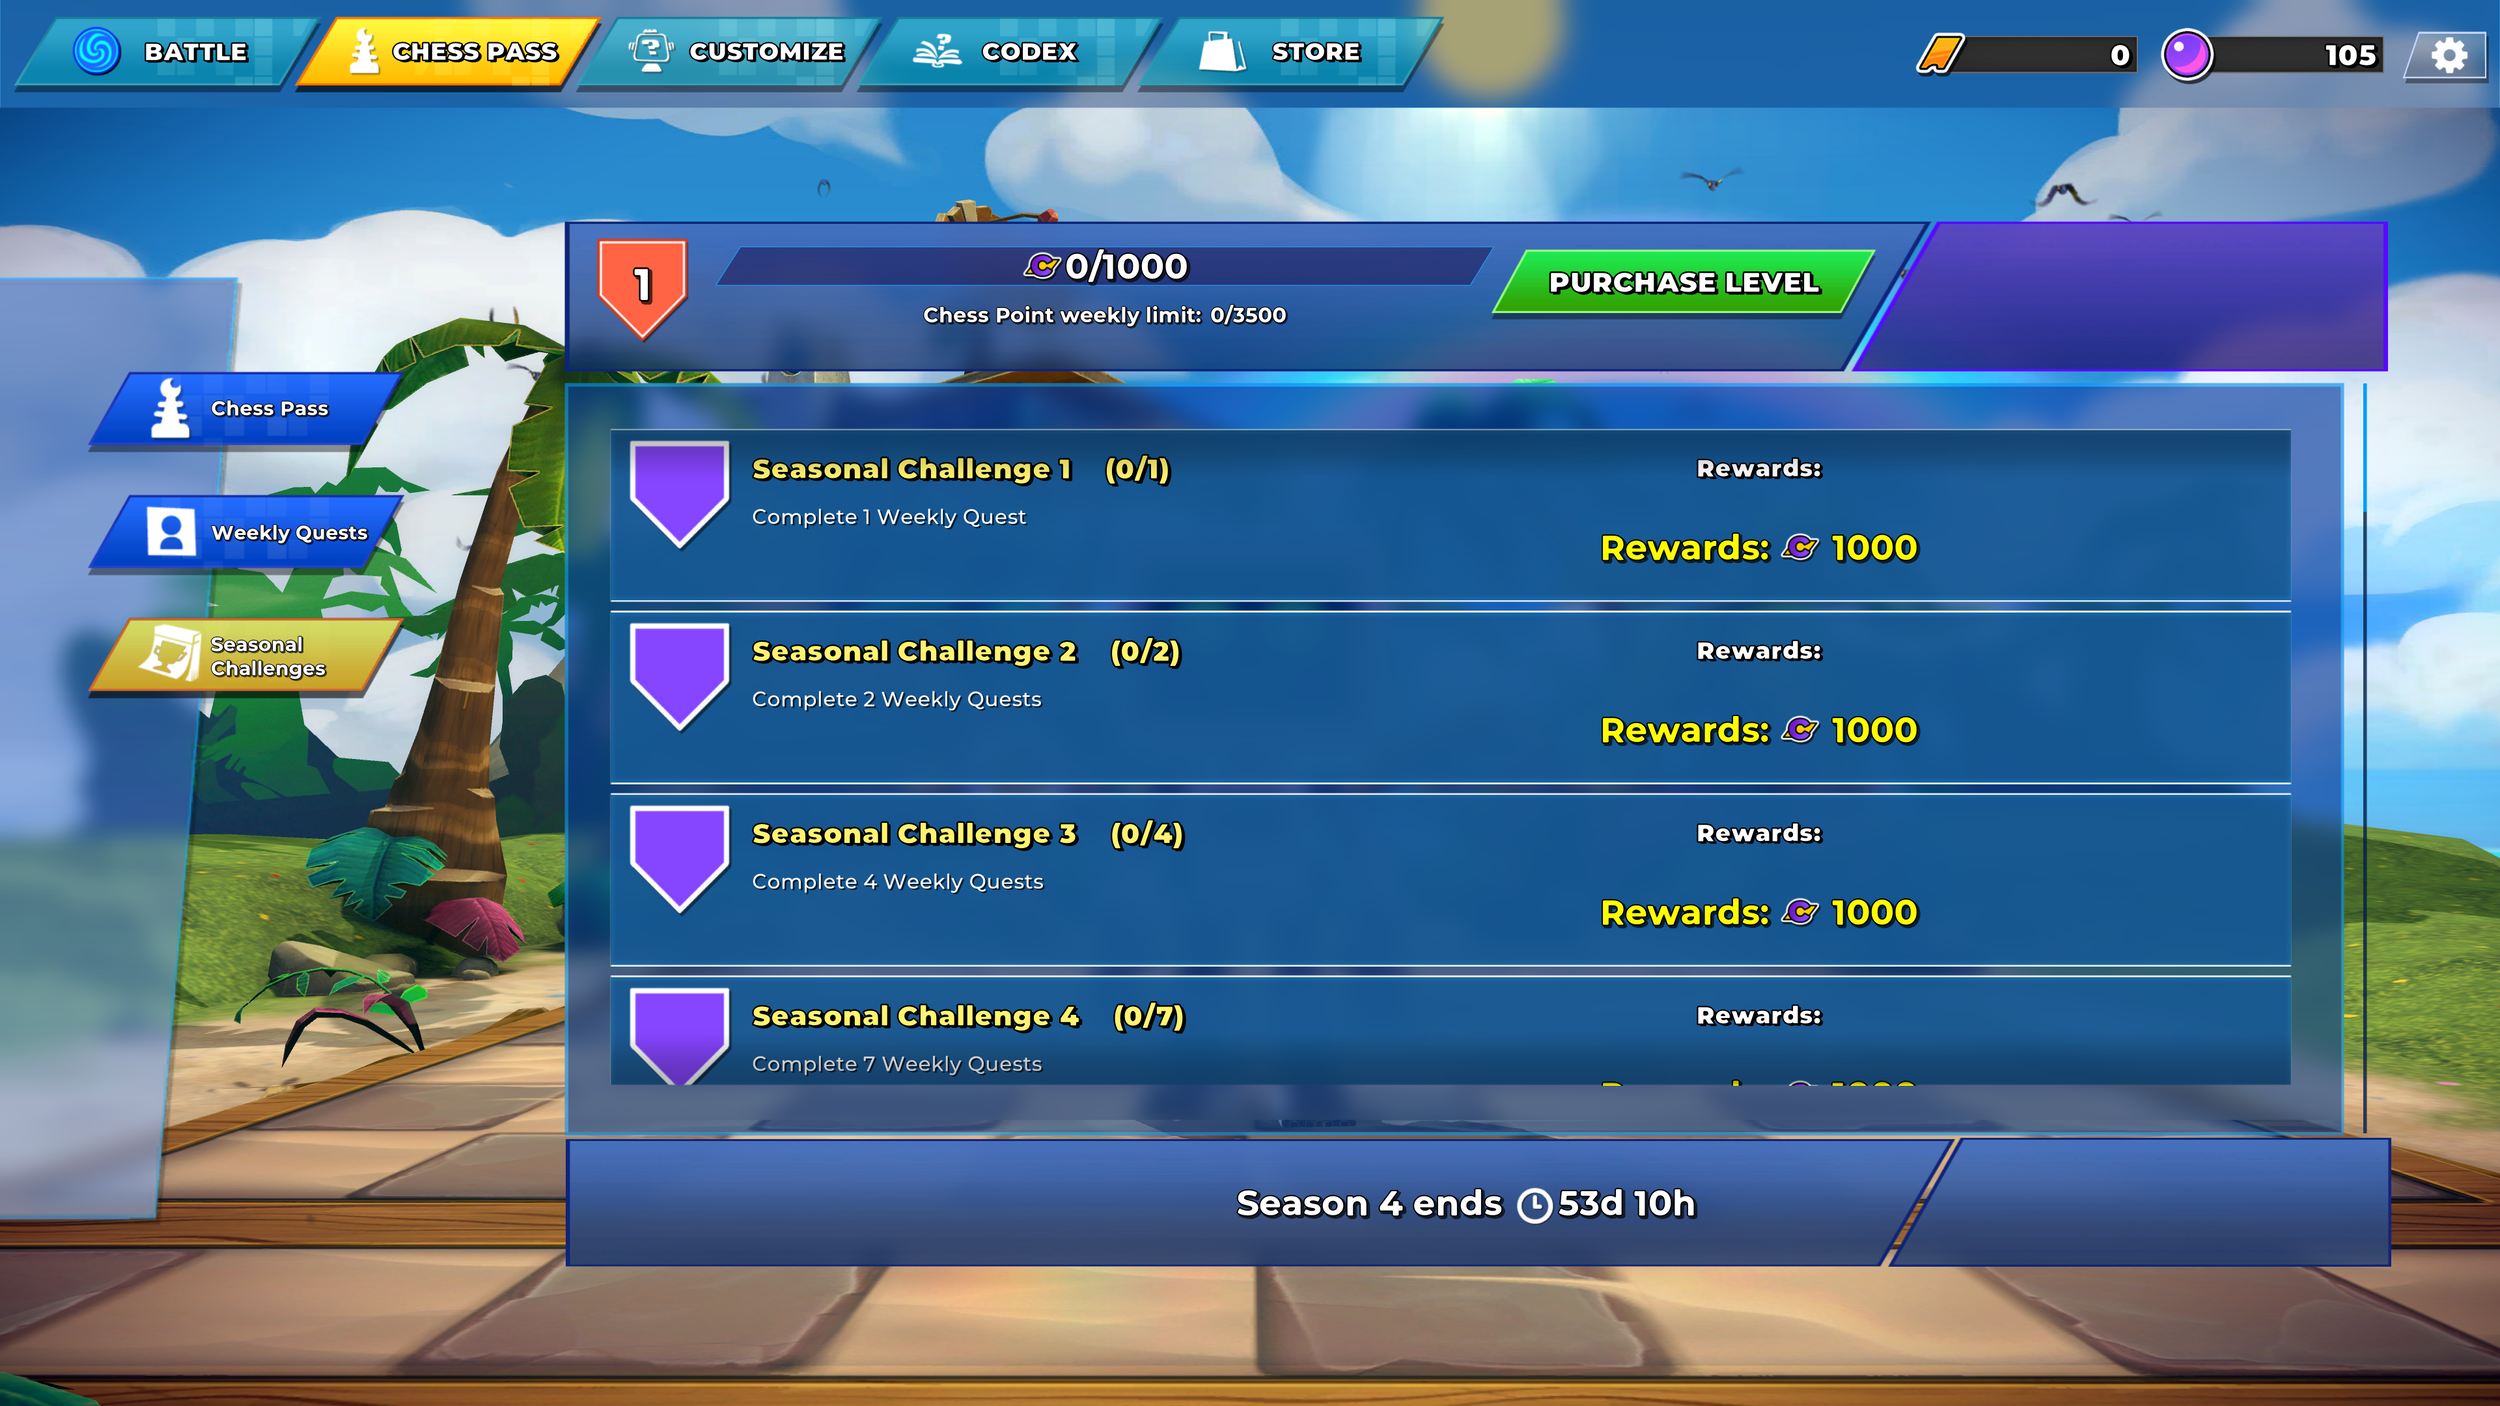 BATTLE
CHESS PASS
CUSTOMIZE
CODEX
STORE
0
105
1
0/1000
Chess Point weekly limit: 0/3500
PURCHASE LEVEL
Chess Pass
Weekly Quests
Seasonal
Challenges
Seasonal Challenge 1 (0/1)
Complete 1 Weekly Quest
Rewards:
Rewards: 1000
Seasonal Challenge 2 (0/2)
Complete 2 Weekly Quests
Rewards:
Rewards: 1000
Seasonal Challenge 3 (0/4)
Complete 4 Weekly Quests
Rewards:
Rewards: 1000
Seasonal Challenge 4 (0/7)
Complete 7 Weekly Quests
Rewards:
Season 4 ends 53d 10h